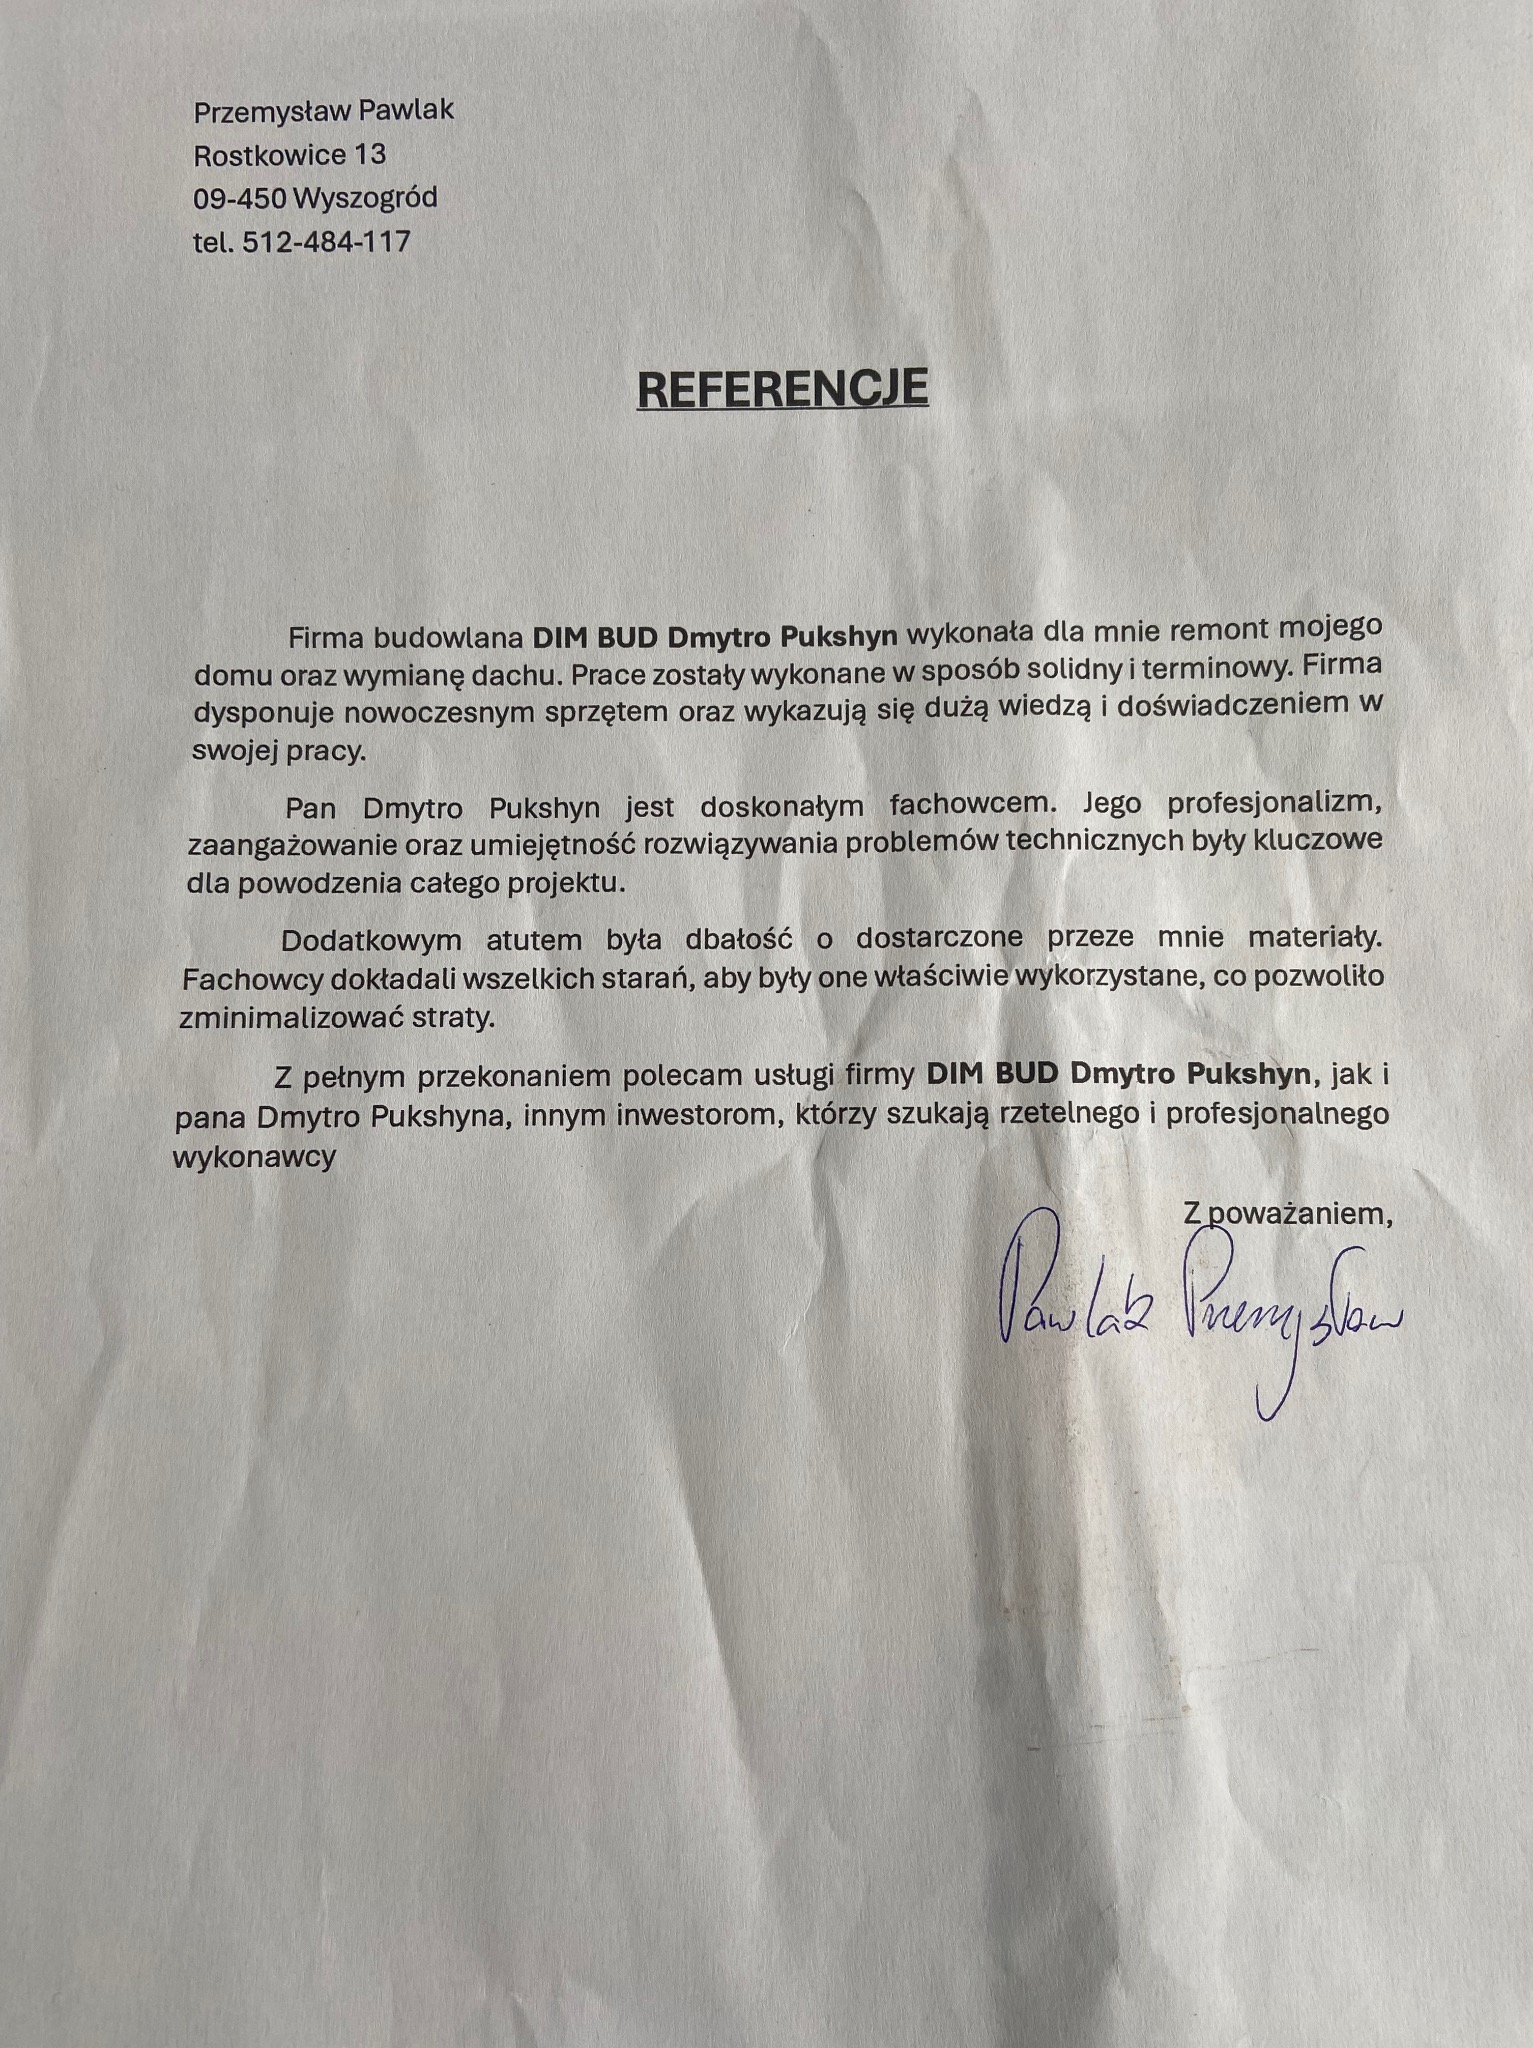 Przemysław Pawlak
Rostkowice 13
09-450 Wyszogród
tel. 512-484-117
REFERENCJE
Firma budowlana DIM BUD Dmytro Pukshyn wykonała dla mnie remont mojego
domu oraz wymianę dachu. Prace zostały wykonane w sposób solidny i terminowy. Firma
dysponuje nowoczesnym sprzętem oraz wykazują się dużą wiedzą i doświadczeniem w
swojej pracy.
Pan Dmytro Pukshyn jest doskonałym fachowcem. Jego profesjonalizm,
zaangażowanie oraz umiejętność rozwiązywania problemów technicznych były kluczowe
dla powodzenia całego projektu.
Dodatkowym atutem była dbałość o dostarczone przeze mnie materiały.
Fachowcy dokładali wszelkich starań, aby były one właściwie wykorzystane, co pozwoliło
zminimalizować straty.
Z pełnym przekonaniem polecam usługi firmy DIM BUD Dmytro Pukshyn, jak i
pana Dmytro Pukshyna, innym inwestorom, którzy szukają rzetelnego i profesjonalnego
wykonawcy
Z poważaniem,
Pawlak Przemysław